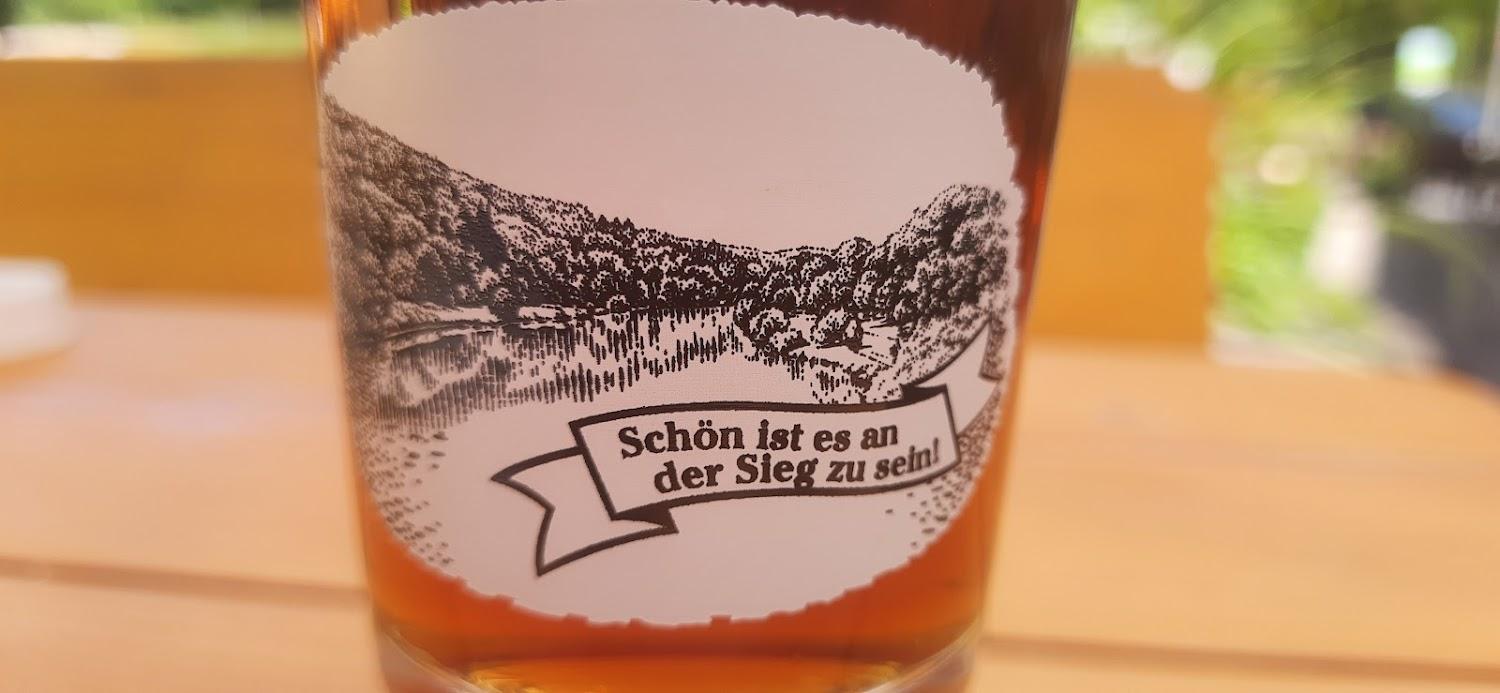 Schön ist es an
der Sieg zu sein!